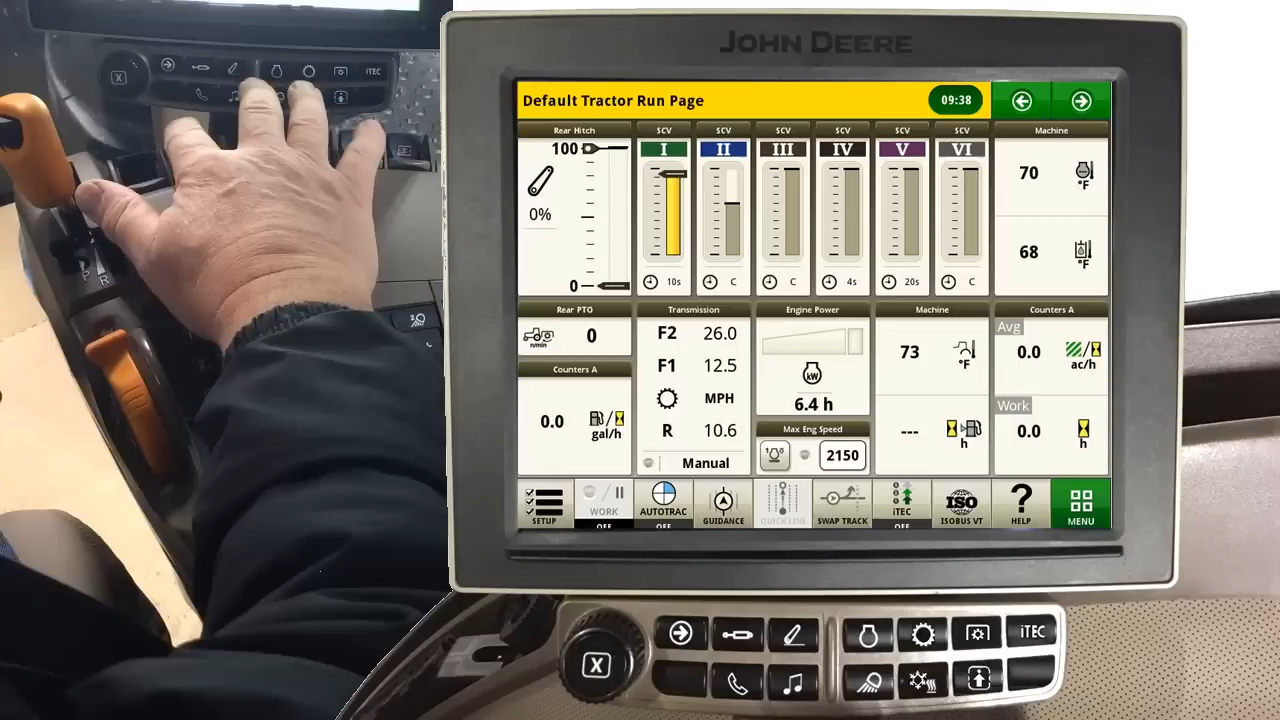 JOHN DEERE
Default Tractor Run Page
09:38
Rear Hitch
SCV
SCV
SCV
SCV
SCV
SCV
Machine
100
I
II
III
IV
V
VI
0%
70
°F
68
°F
0
10s
C
C
4s
20s
C
Rear PTO
Transmission
Engine Power
Machine
Counters A
n/min
0
F2 26.0
F1 12.5
MPH
R 10.6
Manual
kW
6.4 h
73
°F
Avg
0.0
ac/h
Counters A
0.0
gal/h
Max Eng Speed
2150
---
h
Work
0.0
h
SETUP
WORK
OFF
AUTOTRAC
OFF
GUIDANCE
QUICK LINE
SWAP TRACK
iTEC
OFF
ISO
ISOBUS VT
?
HELP
MENU
X
iTEC
X
iTEC
P
R